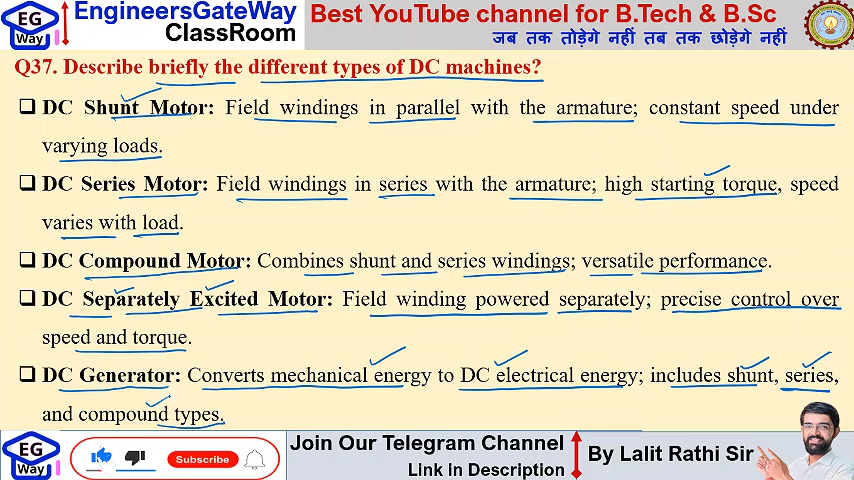 EG
Way
EngineersGateWay
ClassRoom
Best YouTube channel for B.Tech & B.Sc
जब तक तोड़ेगे नहीं तब तक छोड़ेगे नहीं
Q37. Describe briefly the different types of DC machines?
❑ DC Shunt Motor: Field windings in parallel with the armature; constant speed under
varying loads.
❑ DC Series Motor: Field windings in series with the armature; high starting torque, speed
varies with load.
❑ DC Compound Motor: Combines shunt and series windings; versatile performance.
❑ DC Separately Excited Motor: Field winding powered separately; precise control over
speed and torque.
❑ DC Generator: Converts mechanical energy to DC electrical energy; includes shunt, series,
and compound types.
EG
Way
Subscribe
Join Our Telegram Channel
Link in Description
By Lalit Rathi Sir